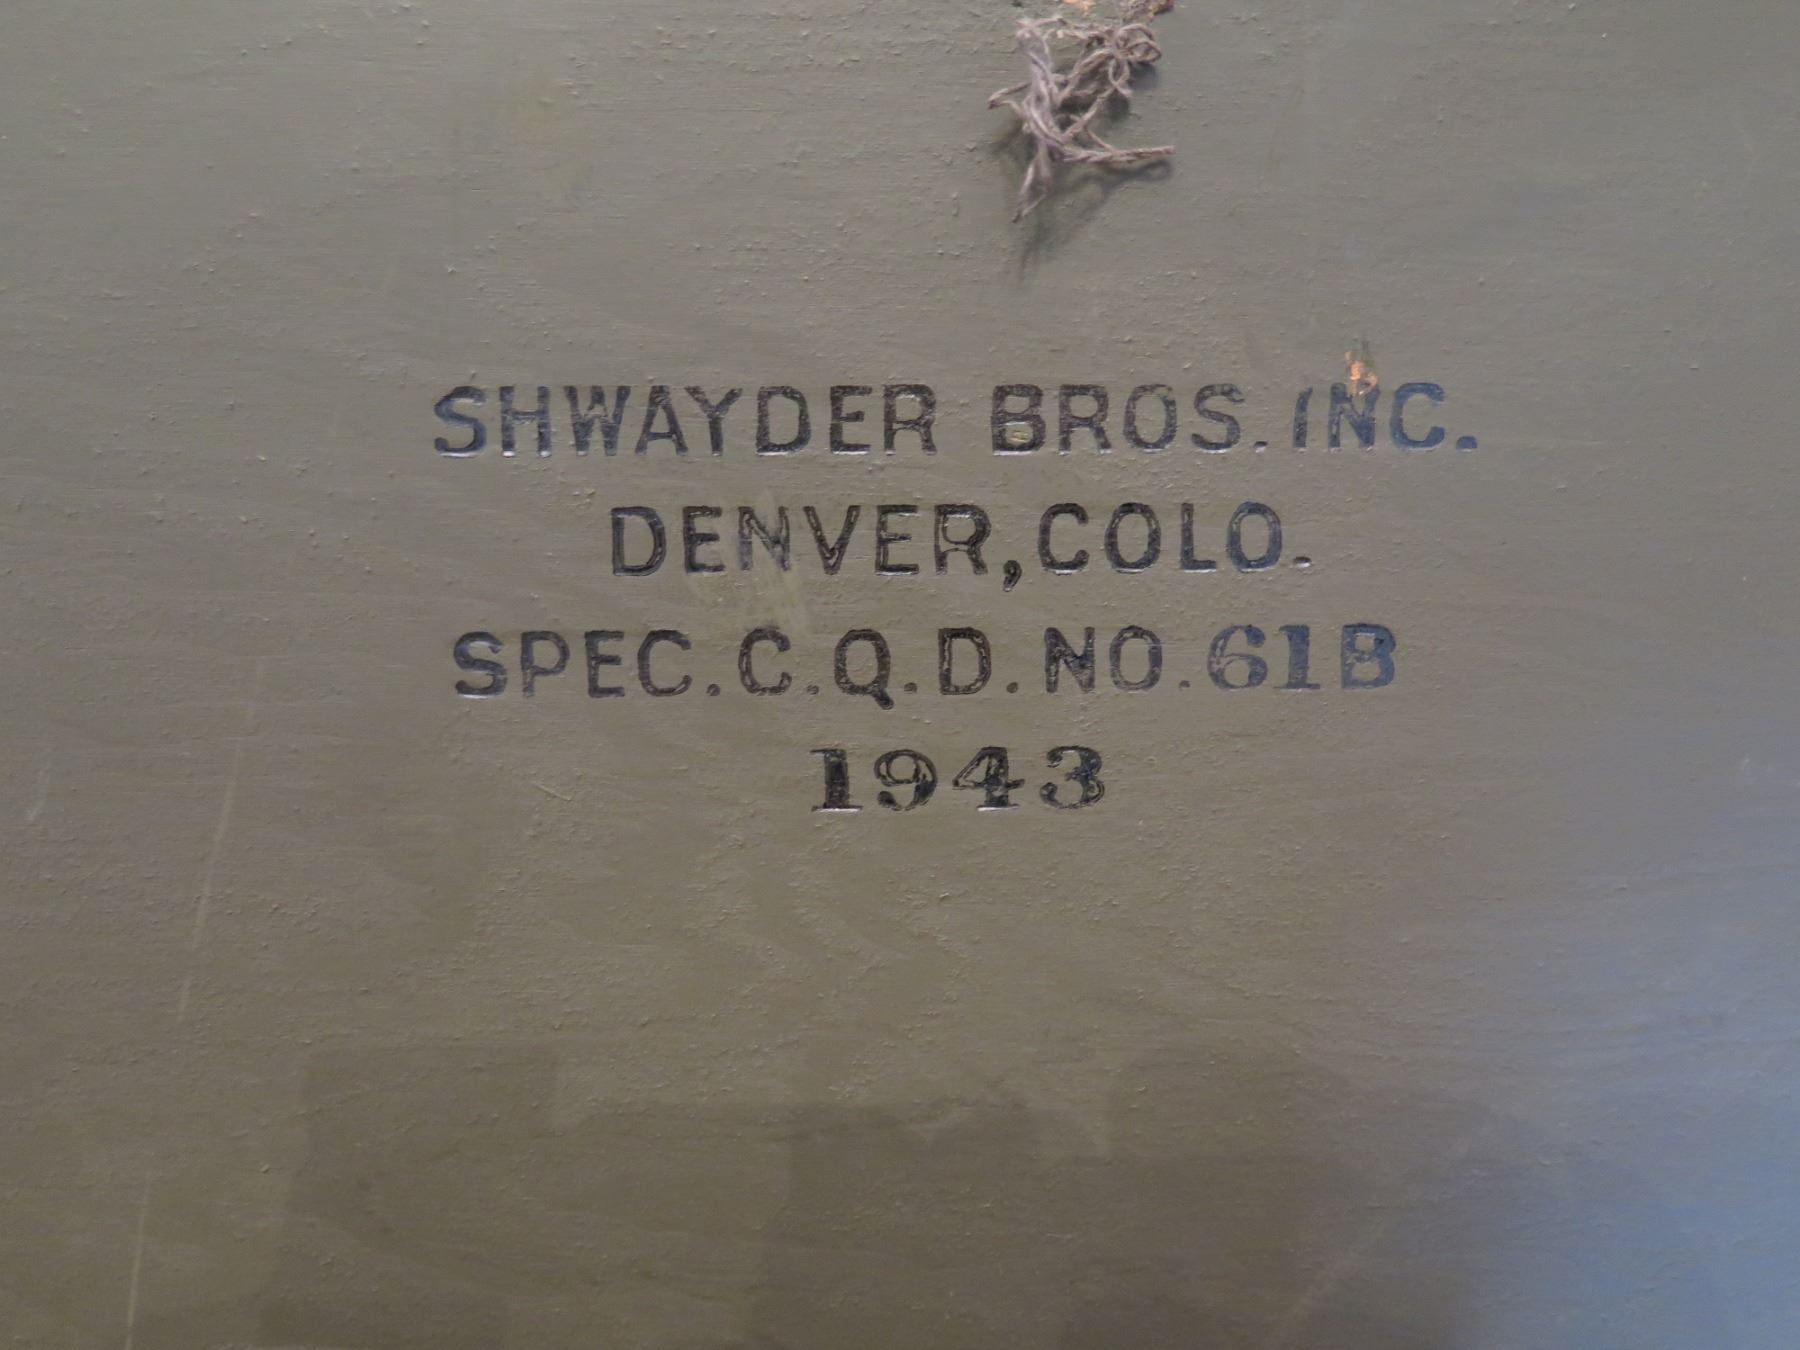 SHWAYDER BROS. INC.
DENVER, COLO.
SPEC. C.Q.D. NO. 61B
1943